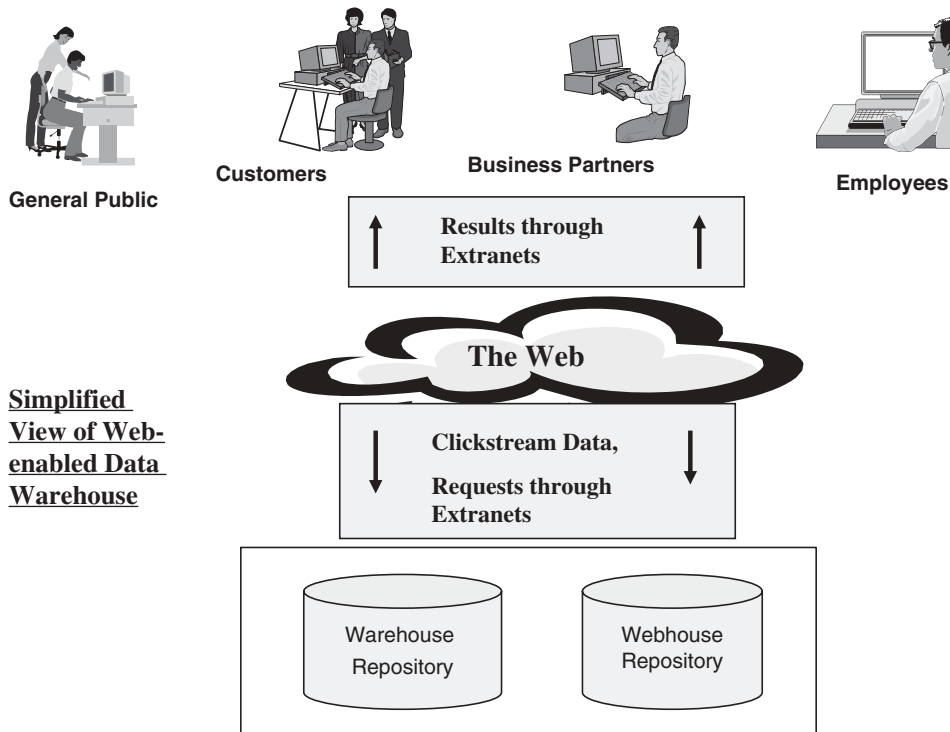 General Public
Customers
Business Partners
Employees
Results through
Extranets
The Web
Simplified
View of Web-
enabled Data
Warehouse
Clickstream Data,
Requests through
Extranets
Warehouse
Repository
Webhouse
Repository